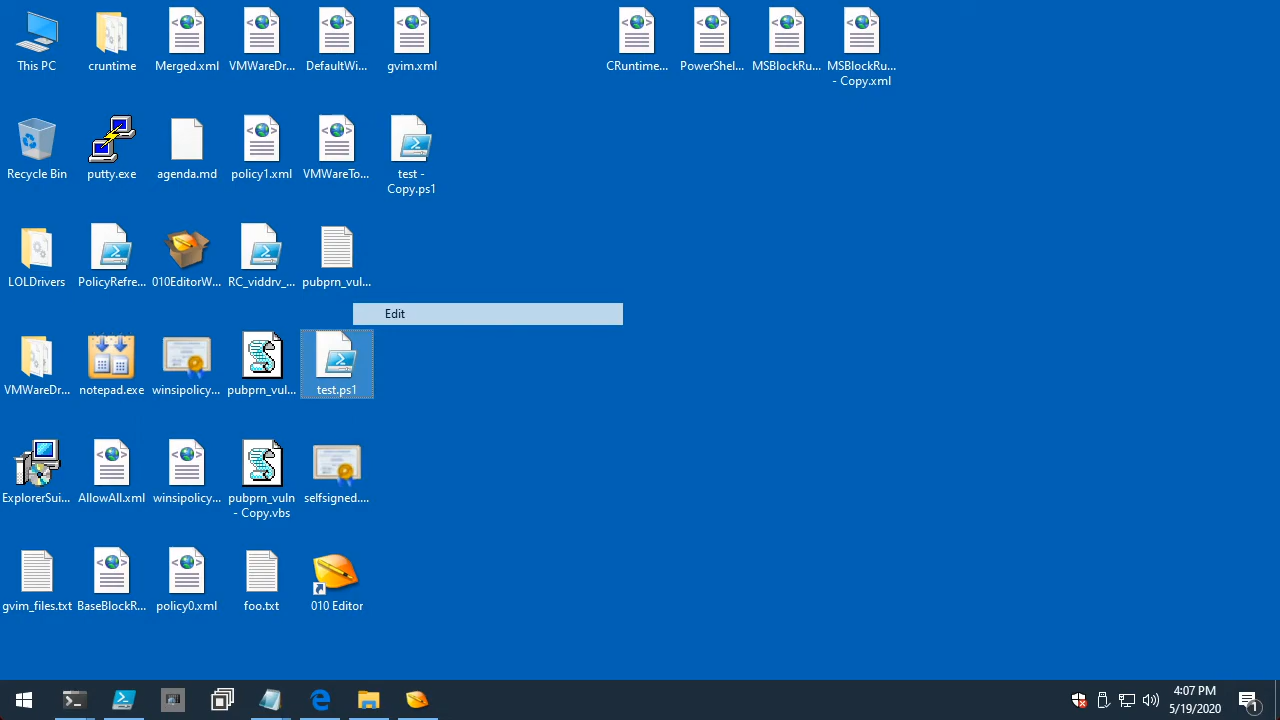 This PC
cruntime
Merged.xml
VMWareDr...
DefaultWi...
gvim.xml
CRuntime...
PowerShel...
MSBlockRu...
MSBlockRu...
- Copy.xml
Recycle Bin
putty.exe
agenda.md
policy1.xml
VMWareTo...
test -
Copy.ps1
LOLDrivers
PolicyRefre...
010EditorW...
RC_viddrv_...
pubprn_vul...
Edit
VMWareDr...
notepad.exe
winsipolicy...
pubprn_vul...
test.ps1
ExplorerSui...
AllowAll.xml
winsipolicy...
pubprn_vuln
- Copy.vbs
selfsigned....
gvim_files.txt
BaseBlockR...
policy0.xml
foo.txt
010 Editor
4:07 PM
5/19/2020
1